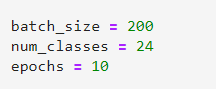 batch_size = 200
num_classes = 24
epochs = 10